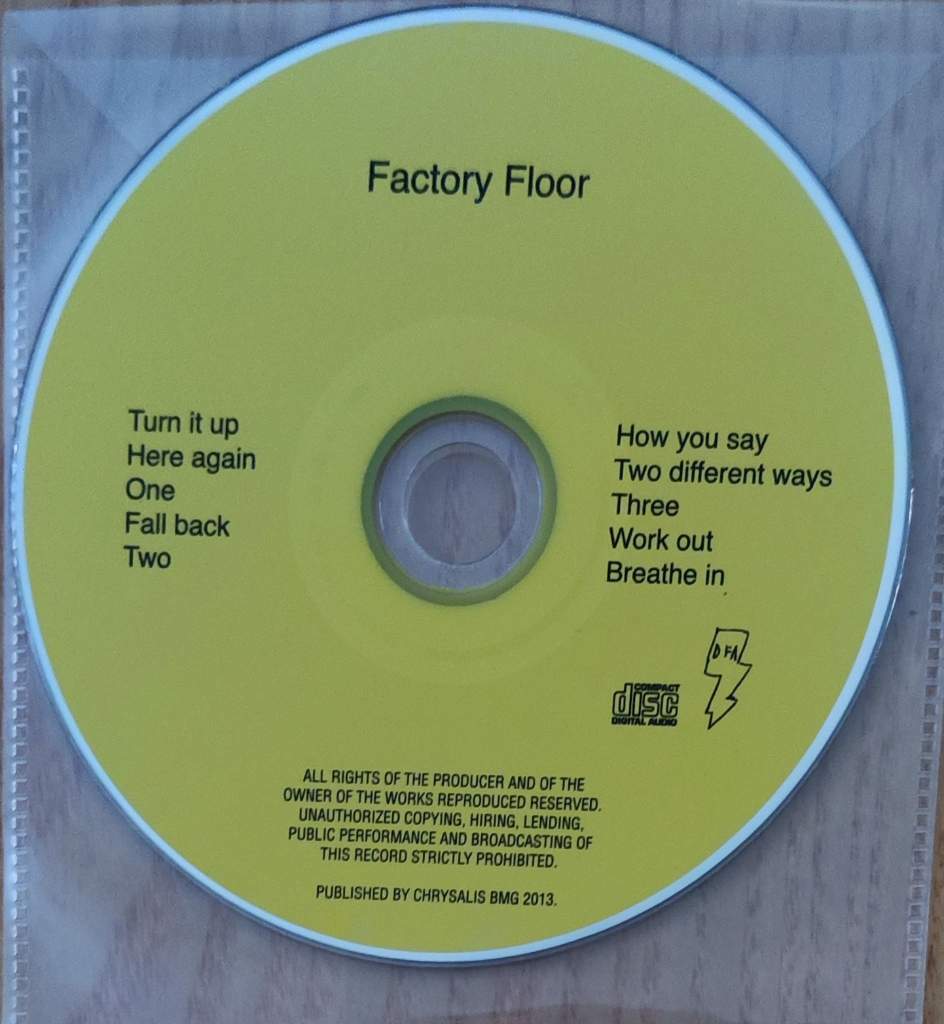 Factory Floor
Turn it up
Here again
One
Fall back
Two
How you say
Two different ways
Three
Work out
Breathe in
DFA
COMPACT
disc
DIGITAL AUDIO
ALL RIGHTS OF THE PRODUCER AND OF THE
OWNER OF THE WORKS REPRODUCED RESERVED.
UNAUTHORIZED COPYING, HIRING, LENDING,
PUBLIC PERFORMANCE AND BROADCASTING OF
THIS RECORD STRICTLY PROHIBITED.
PUBLISHED BY CHRYSALIS BMG 2013.